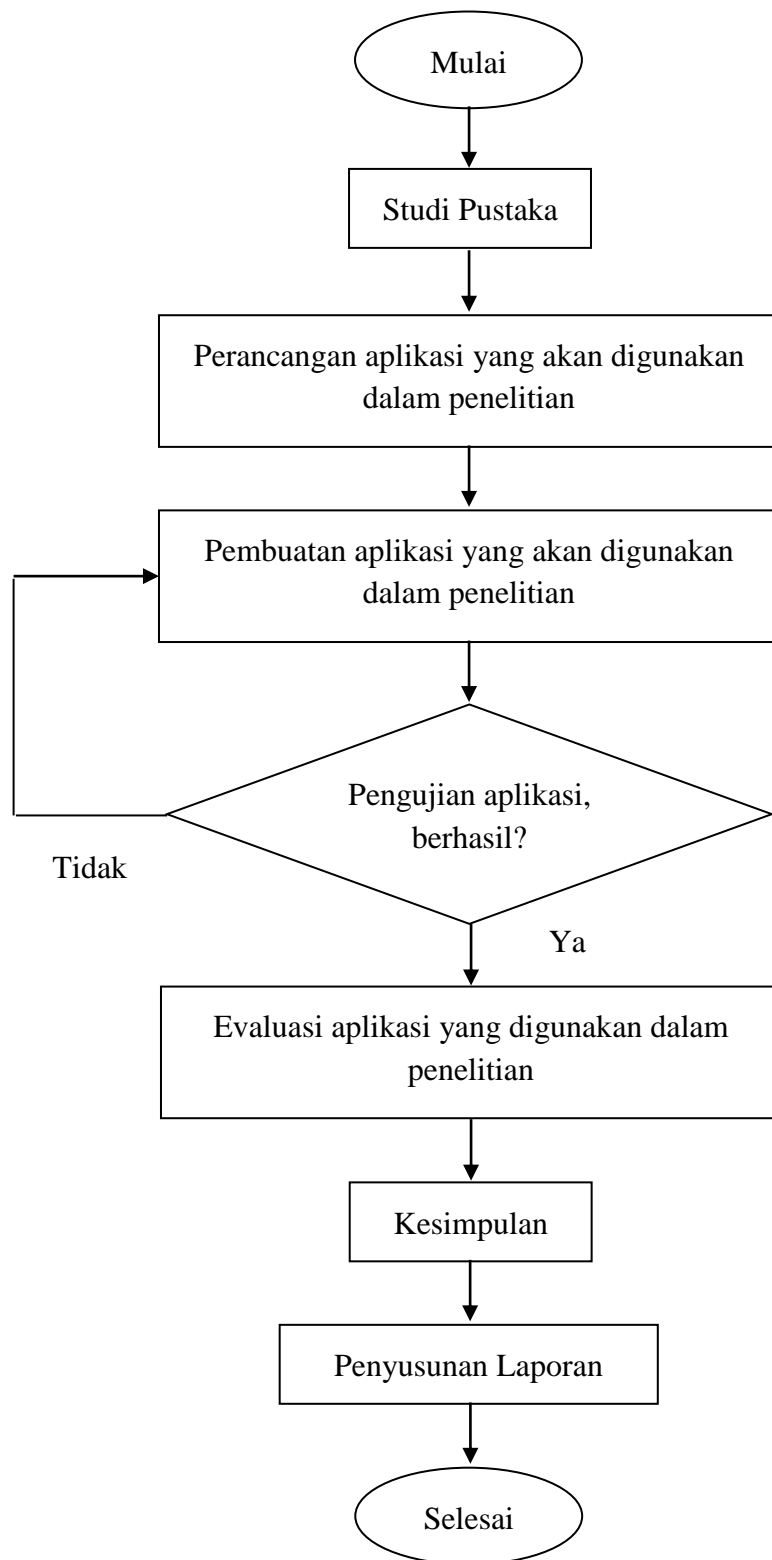 Mulai
Studi Pustaka
Perancangan aplikasi yang akan digunakan
dalam penelitian
Pembuatan aplikasi yang akan digunakan
dalam penelitian
Pengujian aplikasi,
berhasil?
Tidak
Ya
Evaluasi aplikasi yang digunakan dalam
penelitian
Kesimpulan
Penyusunan Laporan
Selesai